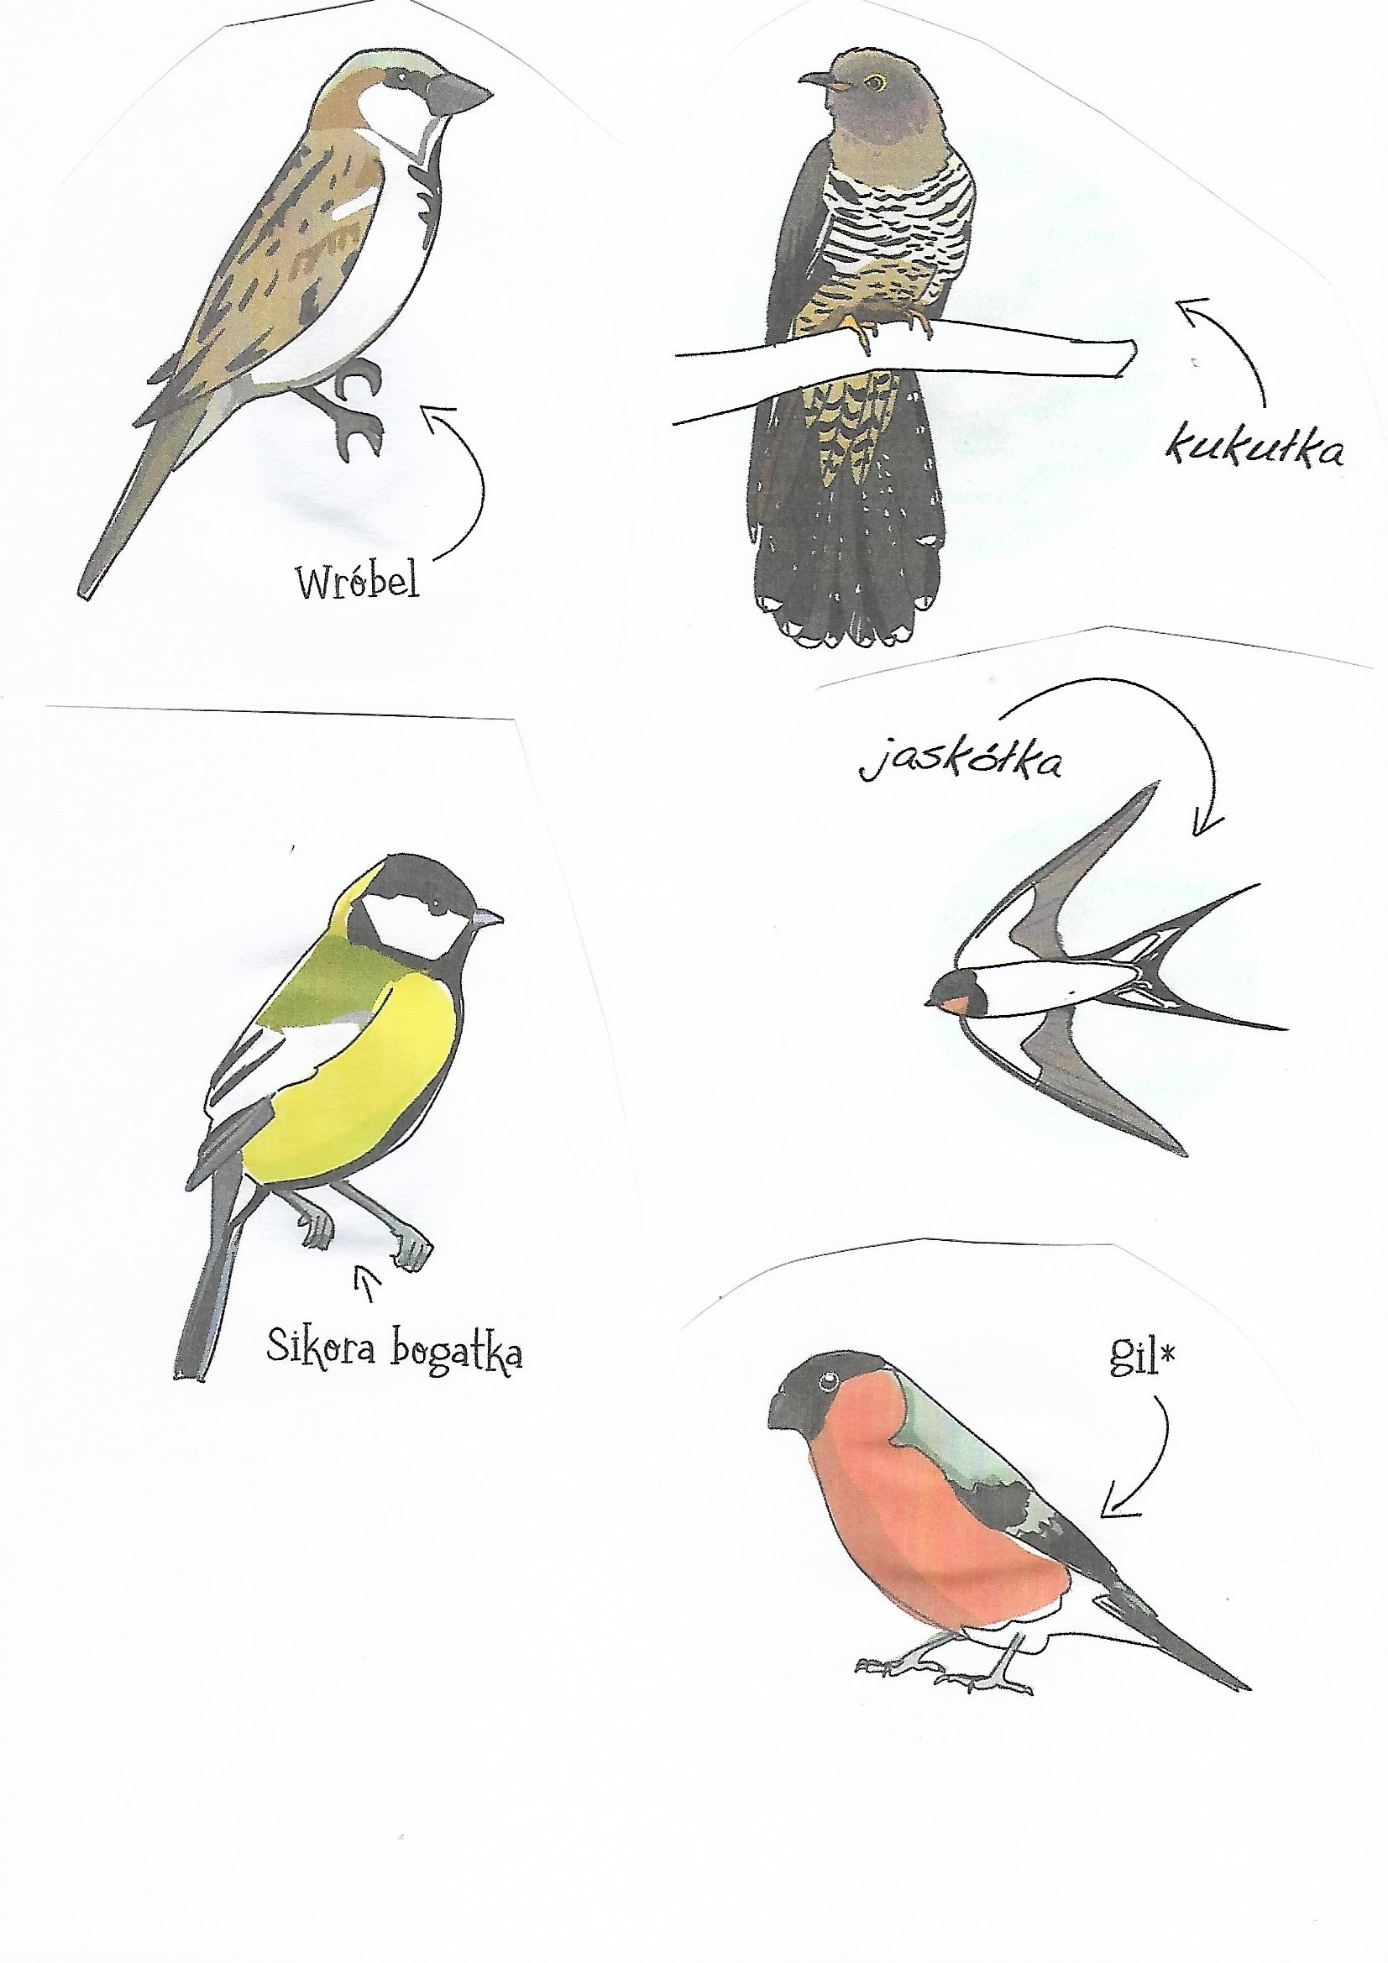 Wróbel
kukułka
jaskółka
Sikora bogatka
gil*